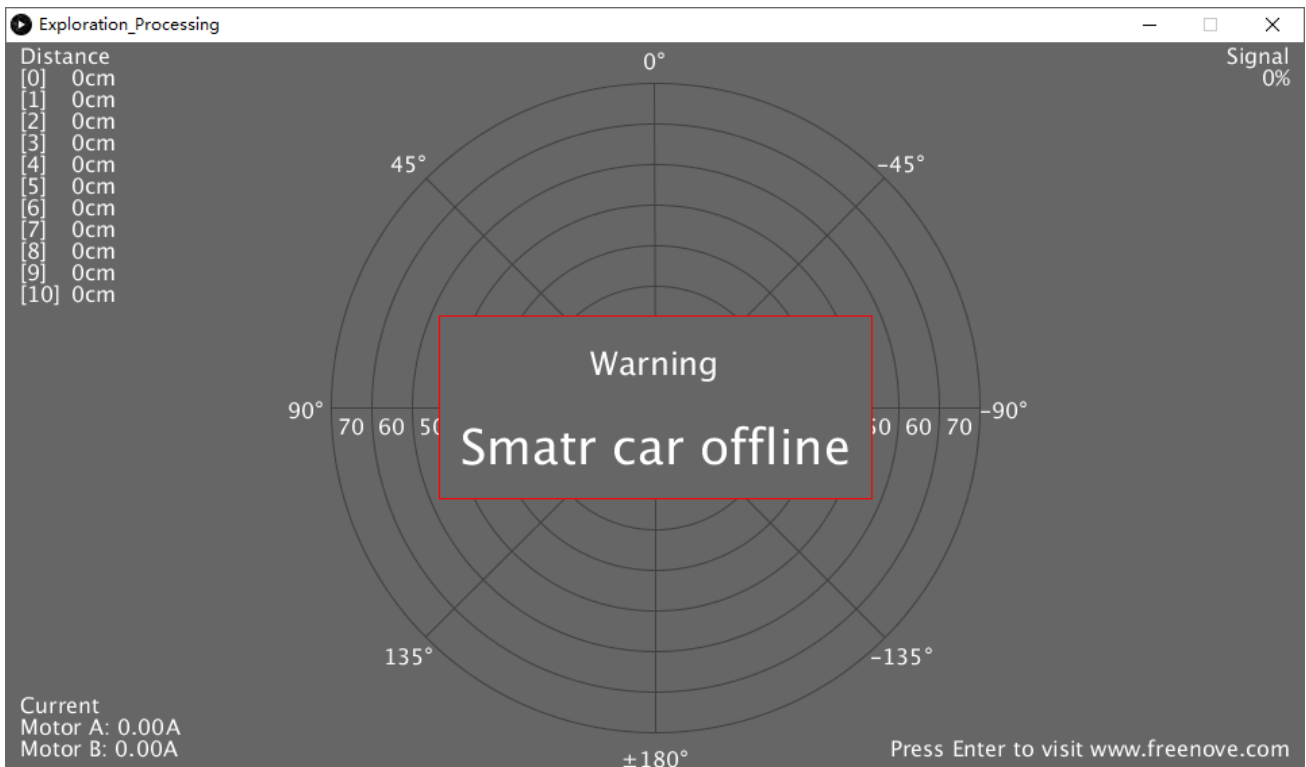 Exploration_Processing
Distance
[0] 0cm
[1] 0cm
[2] 0cm
[3] 0cm
[4] 0cm
[5] 0cm
[6] 0cm
[7] 0cm
[8] 0cm
[9] 0cm
[10] 0cm
Signal
0%
0°
45°
-45°
Warning
90°
70 60 50
50 60 70
-90°
Smatr car offline
135°
-135°
Current
Motor A: 0.00A
Motor B: 0.00A
±180°
Press Enter to visit www.freenove.com